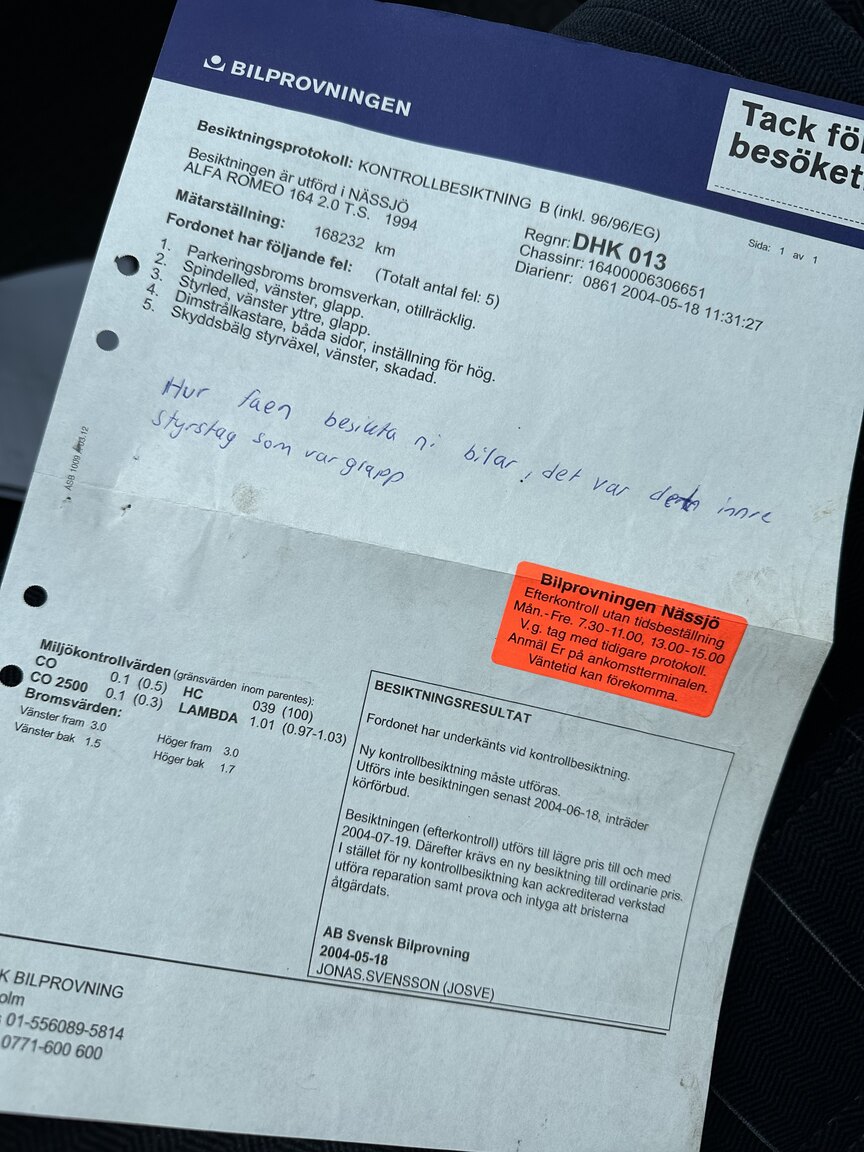 BILPROVNINGEN
Tack för
besöket
Besiktningsprotokoll: KONTROLLBESIKTNING B (inkl. 96/96/EG)
Sida: 1 av 1
Besiktningen är utförd i NÄSSJÖ
ALFA ROMEO 164 2.0 T.S. 1994
Regnr: DHK 013
Chassinr: 16400006306651
Diarienr: 0861 2004-05-18 11:31:27
Mätarställning: 168232 km
Fordonet har följande fel: (Totalt antal fel: 5)
1. Parkeringsbroms bromsverkan, otillräcklig.
2. Spindelled, vänster, glapp.
3. Styrled, vänster yttre, glapp.
4. Dimstrålkastare, båda sidor, inställning för hög.
5. Skyddsbälg styrväxel, vänster, skadad.
Hur faen besikta ni bilar, det var den inre
styrstag som var glapp
Bilprovningen Nässjö
Efterkontroll utan tidsbeställning
Mån.-Fre. 7.30-11.00, 13.00-15.00
V.g. tag med tidigare protokoll.
Anmäl Er på ankomstterminalen.
Väntetid kan förekomma.
Miljökontrollvärden (gränsvärden inom parentes):
CO 0.1 (0.5) HC 039 (100)
CO 2500 0.1 (0.3) LAMBDA 1.01 (0.97-1.03)
Bromsvärden:
Vänster fram 3.0 Höger fram 3.0
Vänster bak 1.5 Höger bak 1.7
BESIKTNINGSRESULTAT
Fordonet har underkänts vid kontrollbesiktning.
Ny kontrollbesiktning måste utföras.
Utförs inte besiktningen senast 2004-06-18, inträder
körförbud.
Besiktningen (efterkontroll) utförs till lägre pris till och med
2004-07-19. Därefter krävs en ny besiktning till ordinarie pris.
I stället för ny kontrollbesiktning kan ackrediterad verkstad
utföra reparation samt prova och intyga att bristerna
åtgärdats.
AB Svensk Bilprovning
2004-05-18
JONAS.SVENSSON (JOSVE)
K BILPROVNING
olm
01-556089-5814
0771-600 600